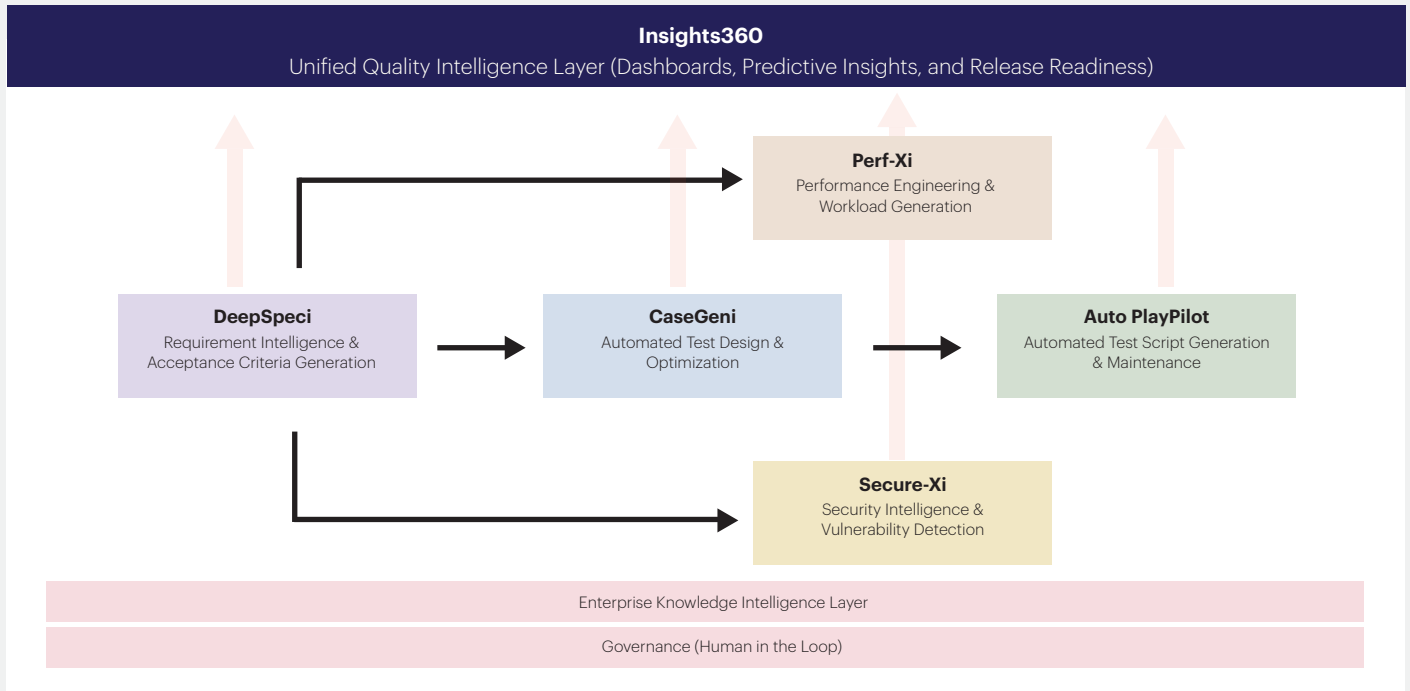 Insights360
Unified Quality Intelligence Layer (Dashboards, Predictive Insights, and Release Readiness)
Perf-Xi
Performance Engineering &
Workload Generation
DeepSpeci
Requirement Intelligence &
Acceptance Criteria Generation
CaseGeni
Automated Test Design &
Optimization
Auto PlayPilot
Automated Test Script Generation
& Maintenance
Secure-Xi
Security Intelligence &
Vulnerability Detection
Enterprise Knowledge Intelligence Layer
Governance (Human in the Loop)